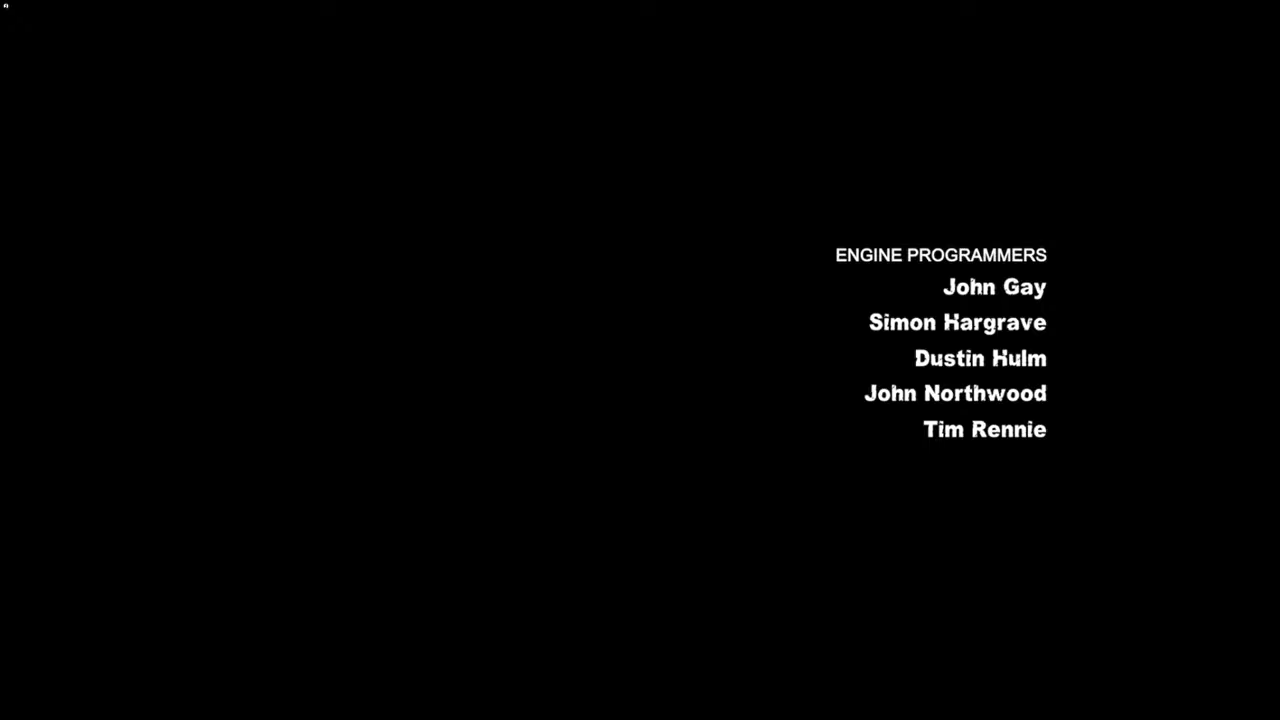 ENGINE PROGRAMMERS
John Gay
Simon Hargrave
Dustin Hulm
John Northwood
Tim Rennie